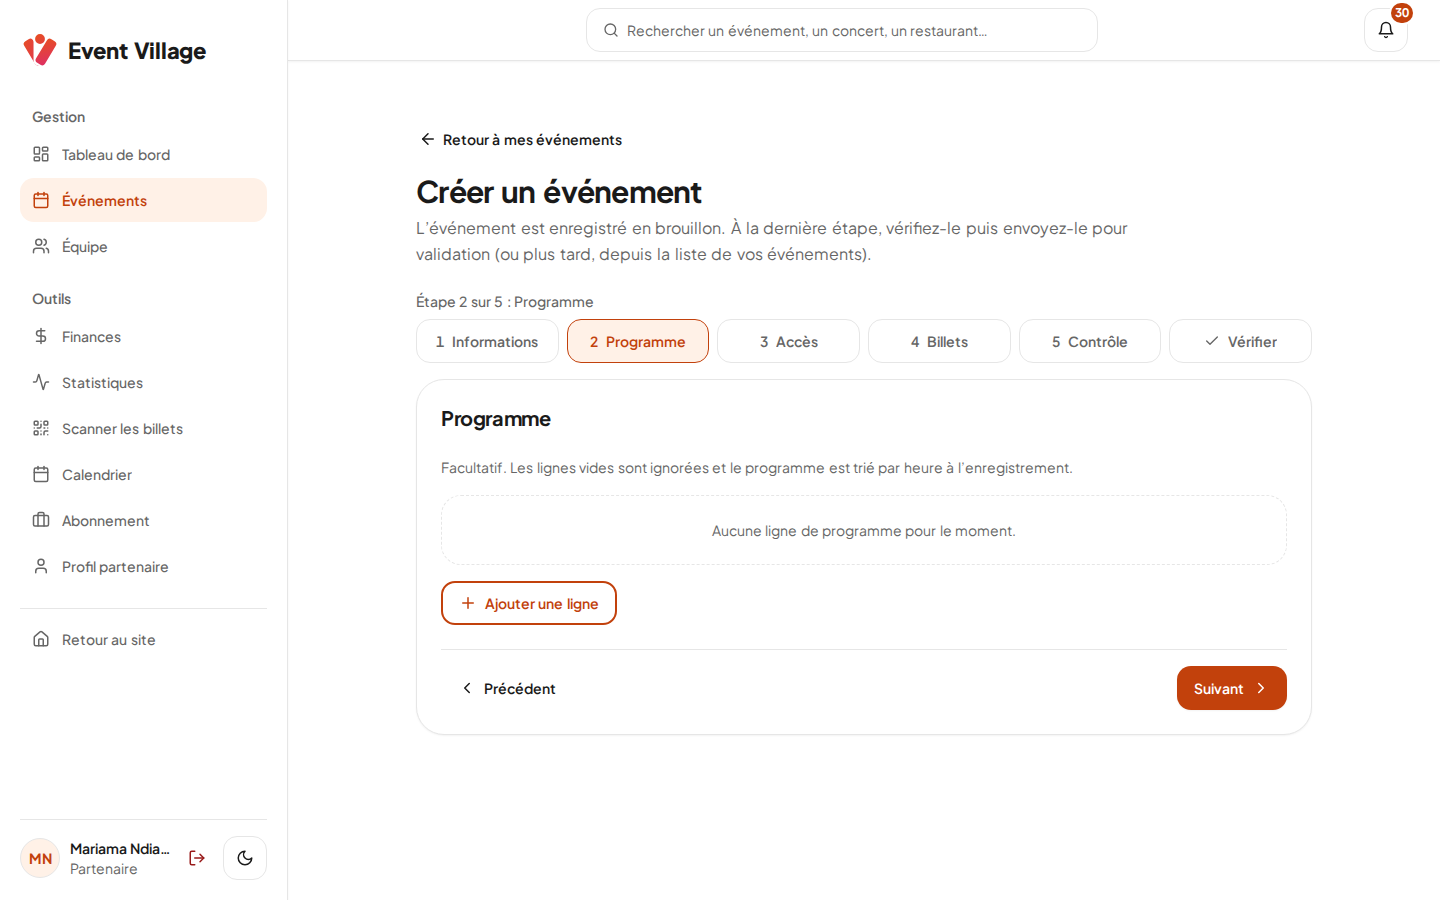 Event Village
Rechercher un événement, un concert, un restaurant...
30
Gestion
Tableau de bord
Événements
Équipe
Outils
Finances
Statistiques
Scanner les billets
Calendrier
Abonnement
Profil partenaire
Retour au site
MN
Mariama Ndia...
Partenaire
Retour à mes événements
Créer un événement
L'événement est enregistré en brouillon. À la dernière étape, vérifiez-le puis envoyez-le pour
validation (ou plus tard, depuis la liste de vos événements).
Étape 2 sur 5 : Programme
1 Informations
2 Programme
3 Accès
4 Billets
5 Contrôle
Vérifier
Programme
Facultatif. Les lignes vides sont ignorées et le programme est trié par heure à l'enregistrement.
Aucune ligne de programme pour le moment.
Ajouter une ligne
Précédent
Suivant